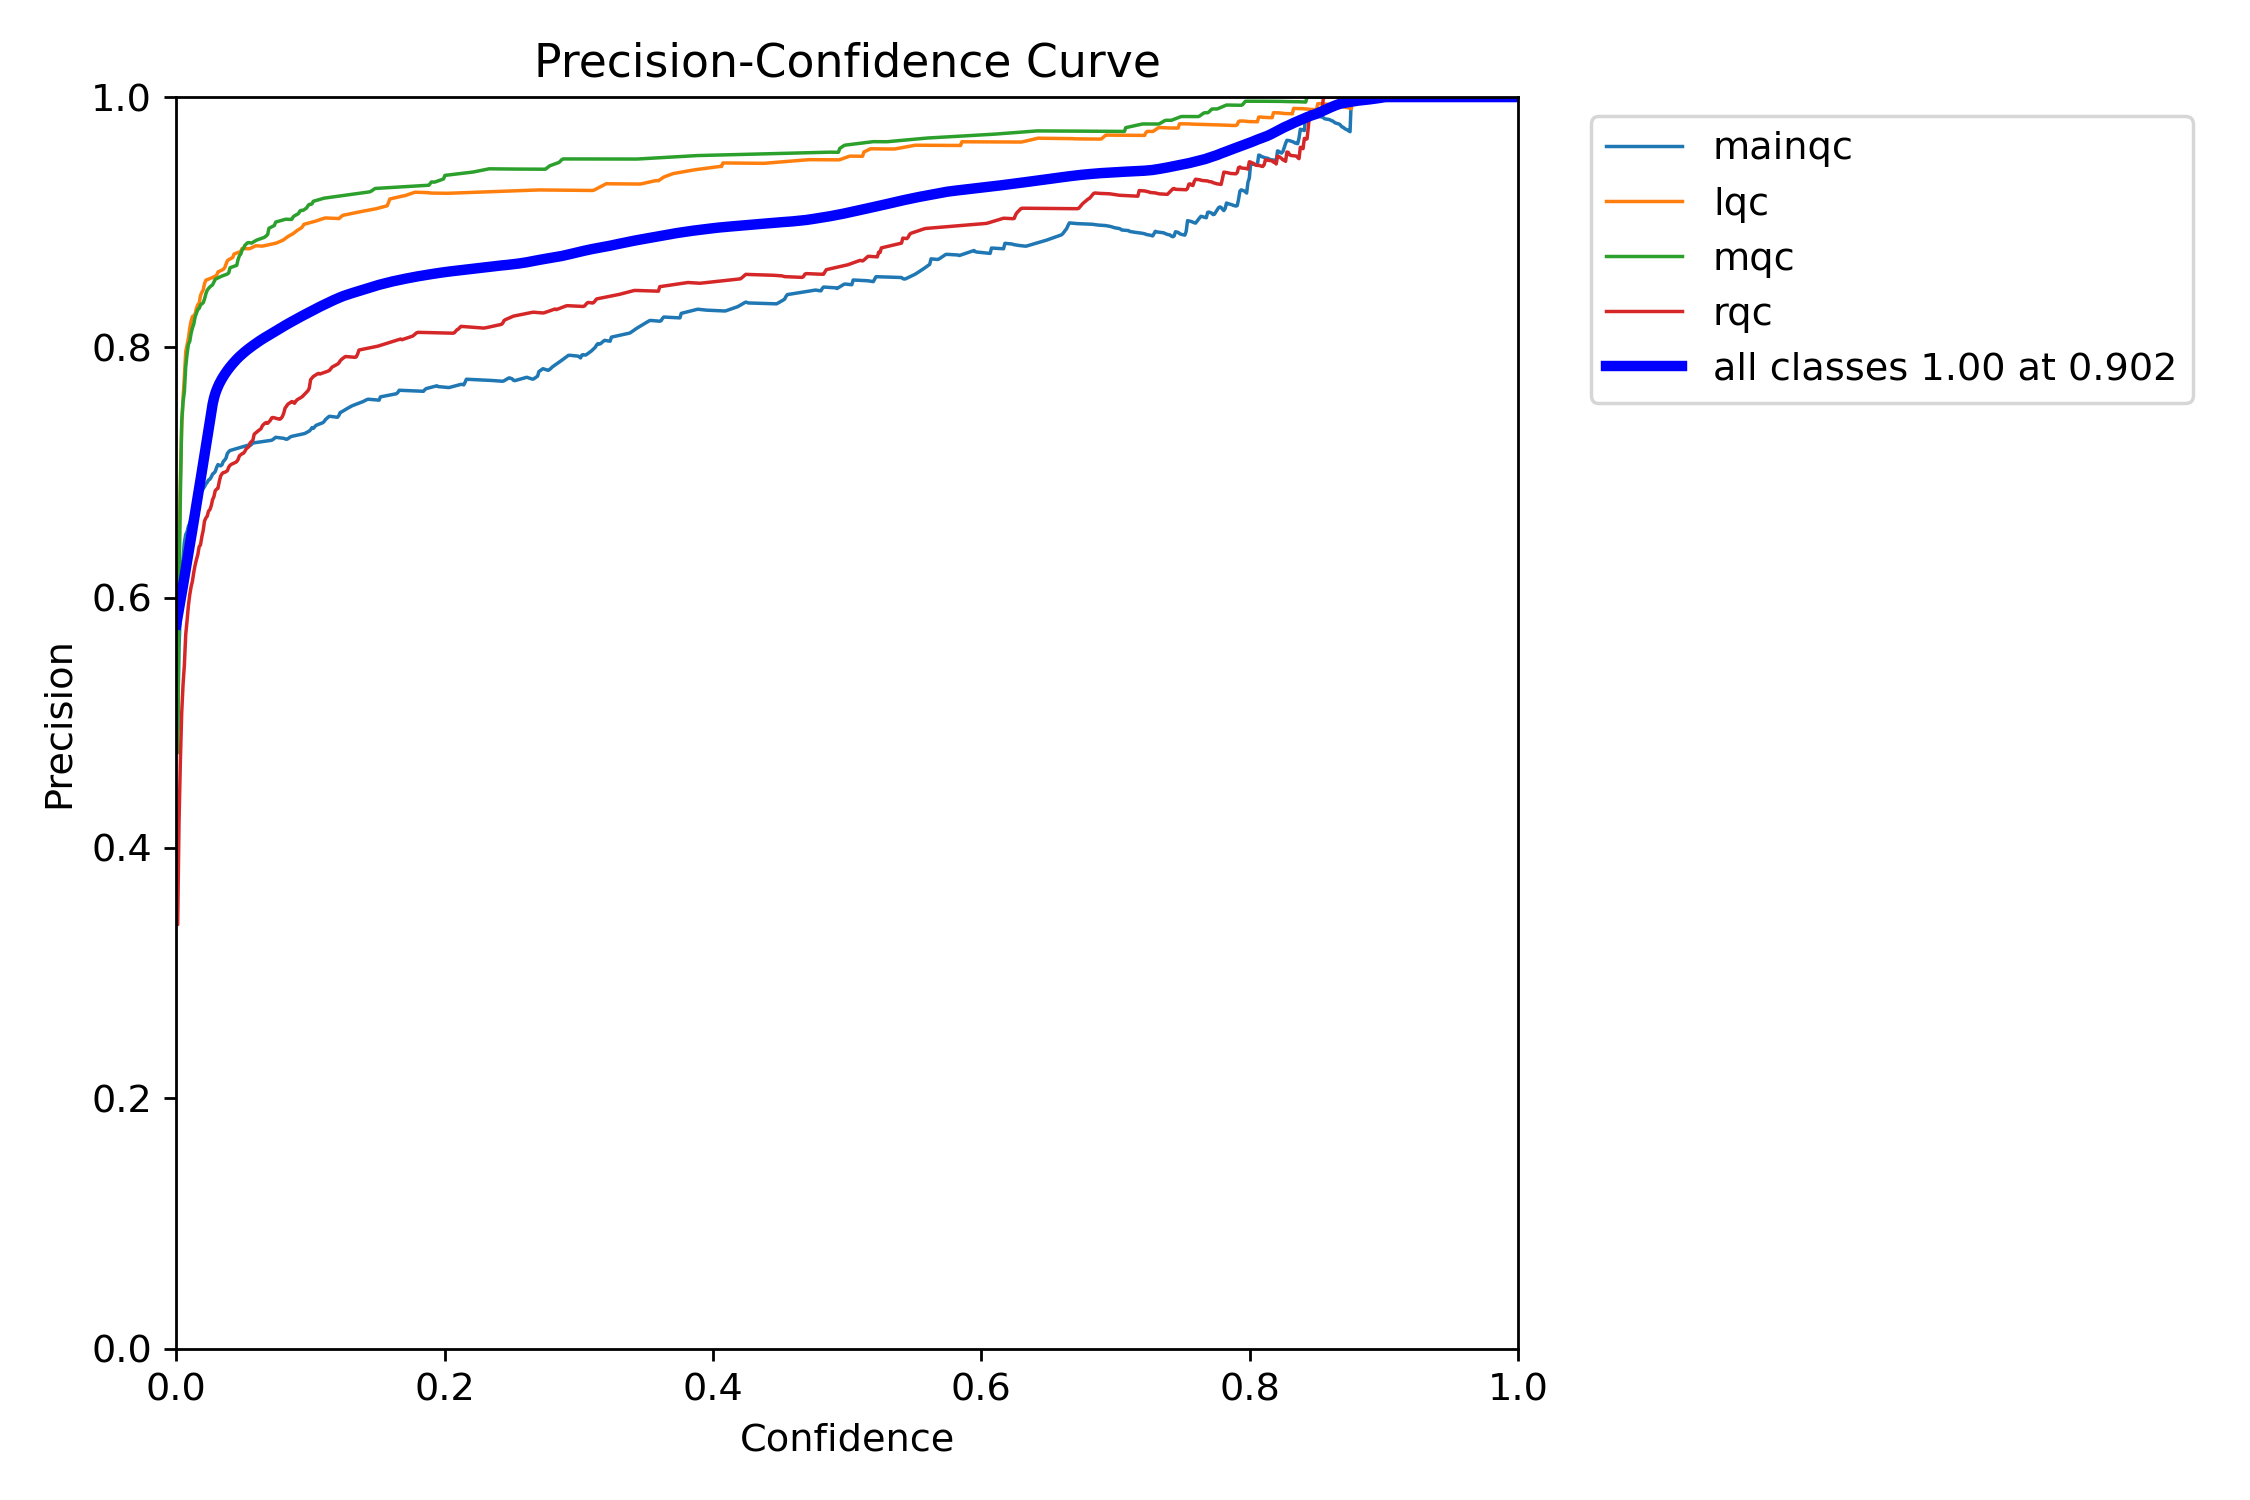 Precision-Confidence Curve
1.0
0.8
0.6
0.4
0.2
0.0
Precision
0.0 0.2 0.4 0.6 0.8 1.0
Confidence
mainqc
lqc
mqc
rqc
all classes 1.00 at 0.902